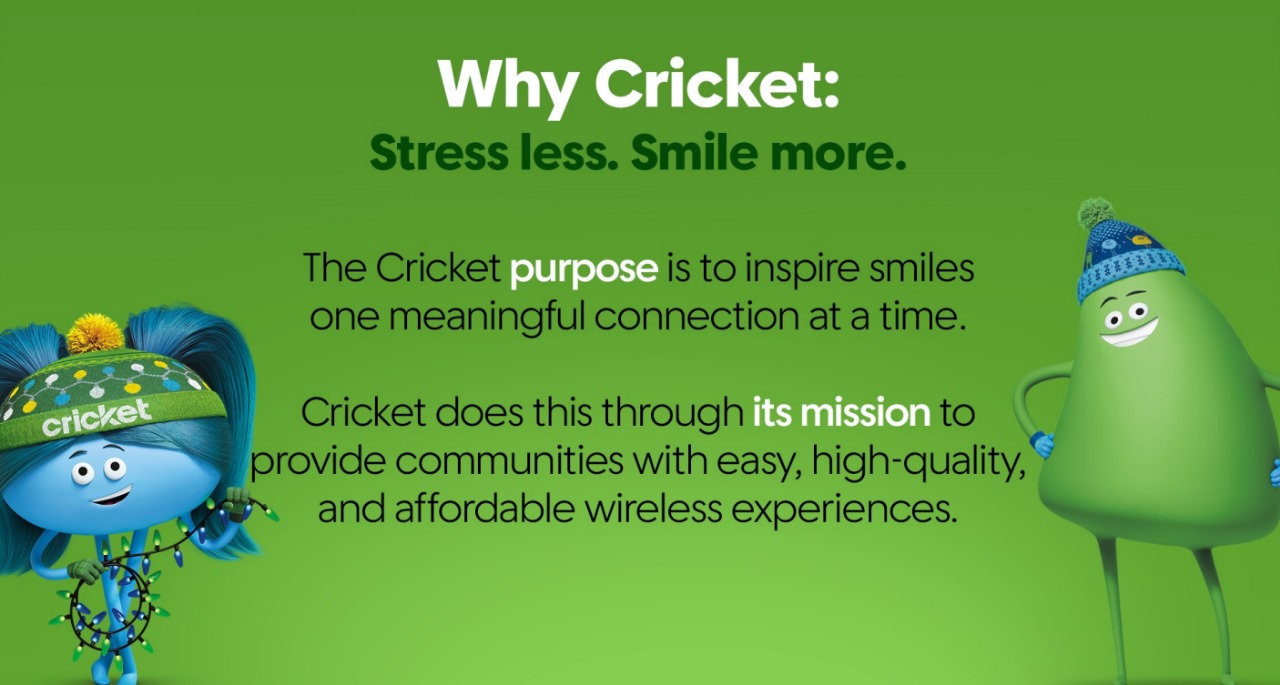 Why Cricket:
Stress less. Smile more.
The Cricket purpose is to inspire smiles
one meaningful connection at a time.
cricket
Cricket does this through its mission to
provide communities with easy, high-quality,
and affordable wireless experiences.